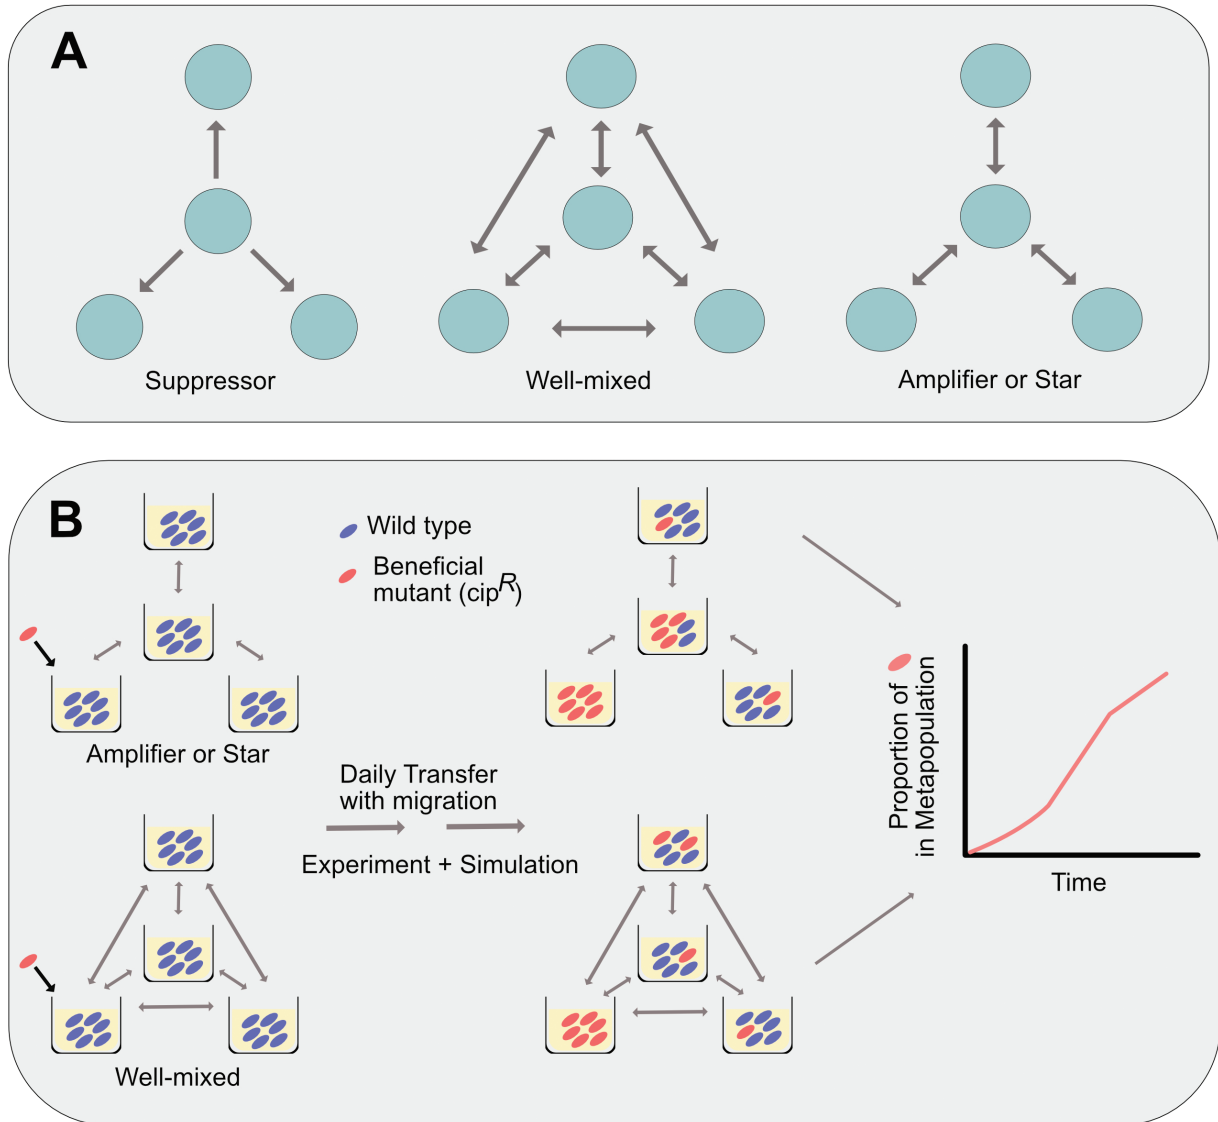 A
Suppressor
Well-mixed
Amplifier or Star
B
Wild type
Beneficial
mutant (cipR)
Amplifier or Star
Daily Transfer
with migration
Experiment + Simulation
Well-mixed
Proportion of
in Metapopulation
Time